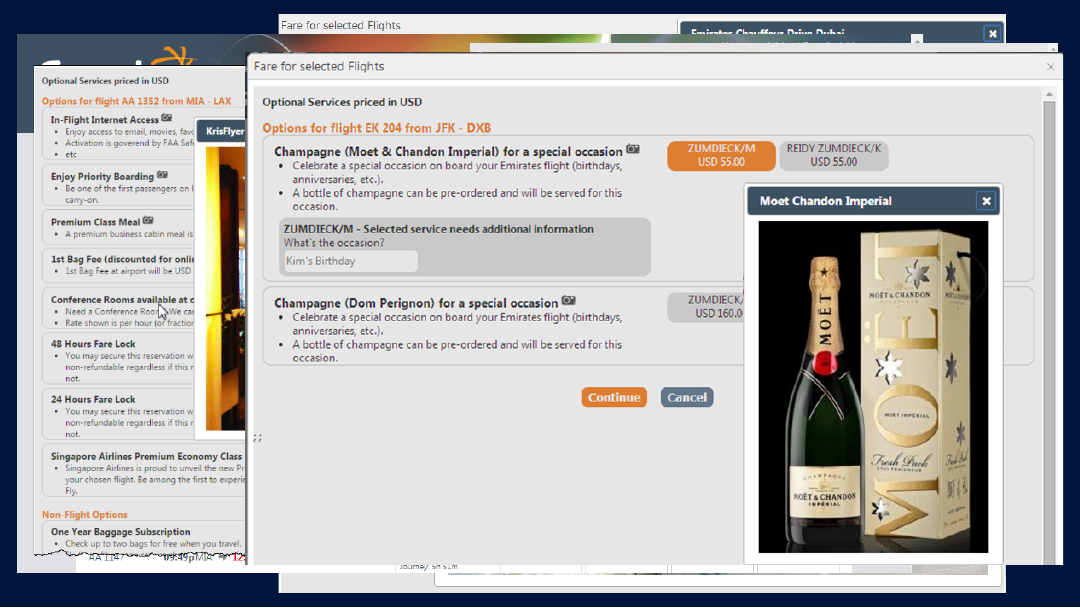 Fare for selected Flights
Emirates Chauffeur Drive Dubai
Fare for selected Flights
Optional Services priced in USD
Options for flight AA 1352 from MIA - LAX
In-Flight Internet Access
Enjoy access to email, movies,
Activation is goverend by FAA
etc
Enjoy Priority Boarding
Be one of the first passengers on
carry-on.
Premium Class Meal
A premium business cabin meal is
1st Bag Fee (discounted for
1st Bag Fee at airport will be USD
Conference Rooms available at
Need a Conference Room? We
Rate shown is per hour (or
48 Hours Fare Lock
You may secure this reservation
non-refundable regardless if this
not.
24 Hours Fare Lock
You may secure this reservation
non-refundable regardless if this
not.
Singapore Airlines Premium Economy Class
Singapore Airlines is proud to unveil the new
your chosen flight. Be among the first to
Fly.
Non-Flight Options
One Year Baggage Subscription
Check up to two bags for free when you travel.
AA 1147 09:49p MIA
KrisFlyer
Optional Services priced in USD
Options for flight EK 204 from JFK - DXB
Champagne (Moet & Chandon Imperial) for a special occasion
Celebrate a special occasion on board your Emirates flight (birthdays,
anniversaries, etc.).
A bottle of champagne can be pre-ordered and will be served for this
occasion.
ZUMDIECK/M
USD 55.00
REIDY ZUMDIECK/K
USD 55.00
ZUMDIECK/M - Selected service needs additional information
What`s the occasion?
Kim's Birthday
Champagne (Dom Perignon) for a special occasion
Celebrate a special occasion on board your Emirates flight (birthdays,
anniversaries, etc.).
A bottle of champagne can be pre-ordered and will be served for this
occasion.
ZUMDIECK/
USD 160.0
Continue
Cancel
;;
Moet Chandon Imperial
MOËT
CHAMPAGNE
MOËT & CHANDON
IMPÉRIAL
MOËT & CHANDON
MOËT
MOËT IMPÉRIAL
Fresh Pack
Journey: 5h 51m